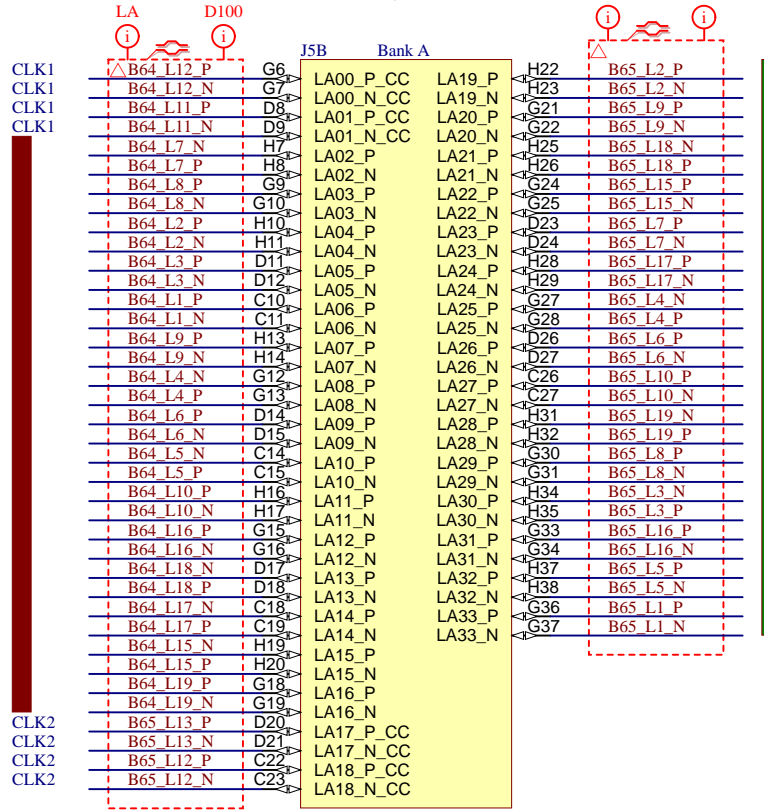 LA D100
i i i i
J5B Bank A
CLK1 B64_L12_P G6 LA00_P_CC LA19_P H22 B65_L2_P
CLK1 B64_L12_N G7 LA00_N_CC LA19_N H23 B65_L2_N
CLK1 B64_L11_P D8 LA01_P_CC LA20_P G21 B65_L9_P
CLK1 B64_L11_N D9 LA01_N_CC LA20_N G22 B65_L9_N
B64_L7_N H7 LA02_P LA21_P H25 B65_L18_N
B64_L7_P H8 LA02_N LA21_N H26 B65_L18_P
B64_L8_P G9 LA03_P LA22_P G24 B65_L15_P
B64_L8_N G10 LA03_N LA22_N G25 B65_L15_N
B64_L2_P H10 LA04_P LA23_P D23 B65_L7_P
B64_L2_N H11 LA04_N LA23_N D24 B65_L7_N
B64_L3_P D11 LA05_P LA24_P H28 B65_L17_P
B64_L3_N D12 LA05_N LA24_N H29 B65_L17_N
B64_L1_P C10 LA06_P LA25_P G27 B65_L4_N
B64_L1_N C11 LA06_N LA25_N G28 B65_L4_P
B64_L9_P H13 LA07_P LA26_P D26 B65_L6_P
B64_L9_N H14 LA07_N LA26_N D27 B65_L6_N
B64_L4_N G12 LA08_P LA27_P C26 B65_L10_P
B64_L4_P G13 LA08_N LA27_N C27 B65_L10_N
B64_L6_P D14 LA09_P LA28_P H31 B65_L19_N
B64_L6_N D15 LA09_N LA28_N H32 B65_L19_P
B64_L5_N C14 LA10_P LA29_P G30 B65_L8_P
B64_L5_P C15 LA10_N LA29_N G31 B65_L8_N
B64_L10_P H16 LA11_P LA30_P H34 B65_L3_N
B64_L10_N H17 LA11_N LA30_N H35 B65_L3_P
B64_L16_P G15 LA12_P LA31_P G33 B65_L16_P
B64_L16_N G16 LA12_N LA31_N G34 B65_L16_N
B64_L18_N D17 LA13_P LA32_P H37 B65_L5_P
B64_L18_P D18 LA13_N LA32_N H38 B65_L5_N
B64_L17_N C18 LA14_P LA33_P G36 B65_L1_P
B64_L17_P C19 LA14_N LA33_N G37 B65_L1_N
B64_L15_N H19 LA15_P
B64_L15_P H20 LA15_N
B64_L19_P G18 LA16_P
B64_L19_N G19 LA16_N
CLK2 B65_L13_P D20 LA17_P_CC
CLK2 B65_L13_N D21 LA17_N_CC
CLK2 B65_L12_P C22 LA18_P_CC
CLK2 B65_L12_N C23 LA18_N_CC